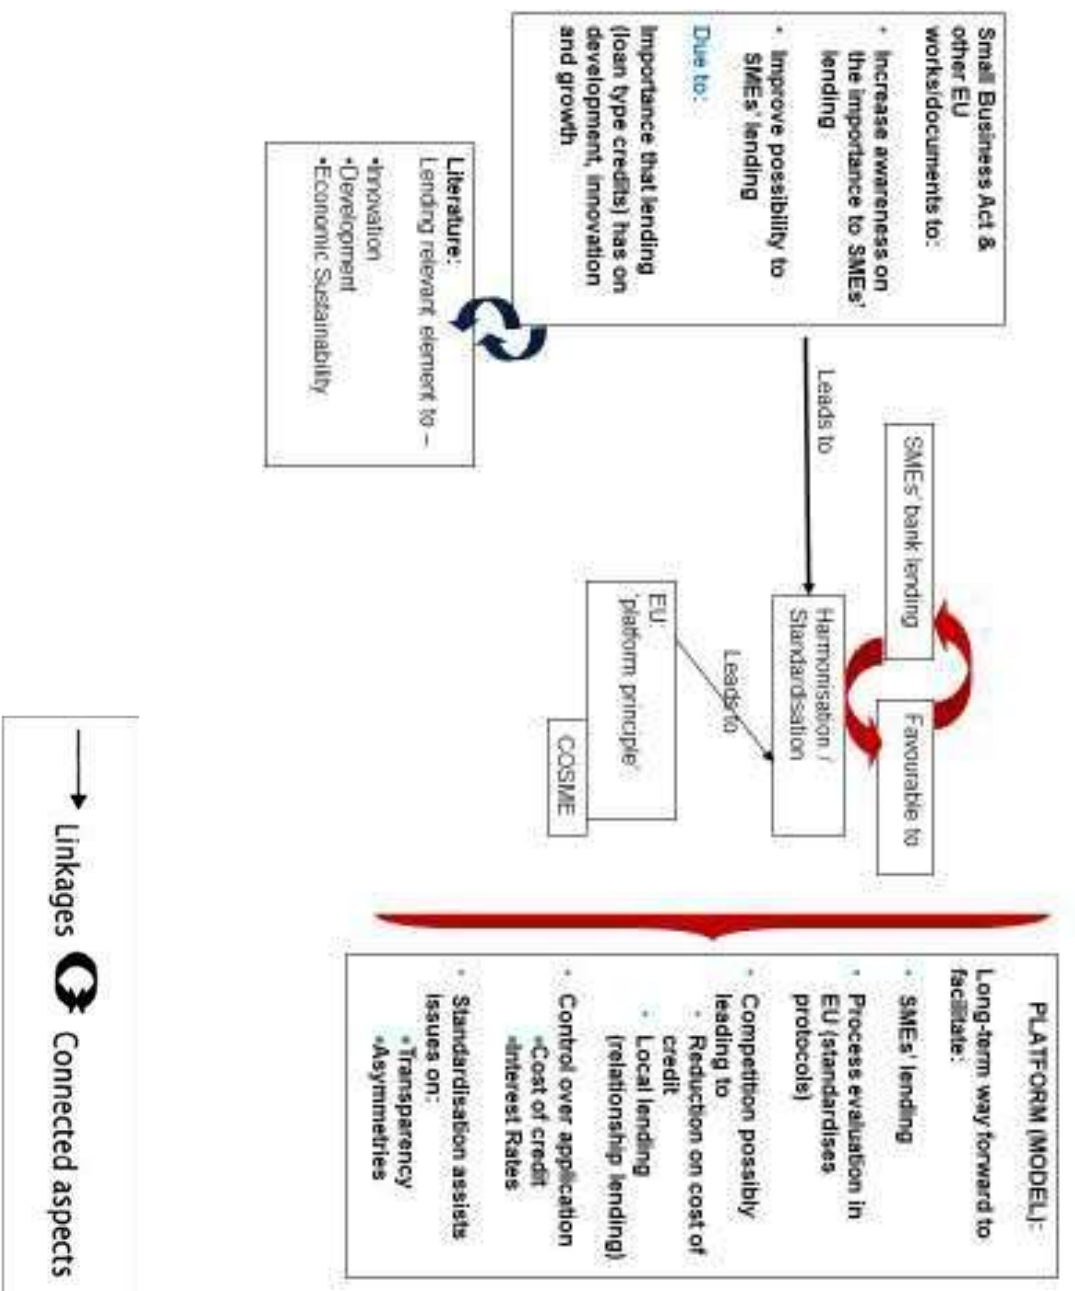 Small Business Act &
other EU
works/documents to:
• Increase awareness on
the importance to SMEs'
lending
• Improve possibility to
SMEs' lending
Due to:
Importance that lending
(loan type credits) has on
development, innovation
and growth
Literature:
Lending relevant element to –
•Innovation
•Development
•Economic Sustainability
Leads to
SMEs' bank lending
Favourable to
Harmonisation /
Standardisation
Leads to
EU
'platform principle'
COSME
PLATFORM (MODEL):
Long-term way forward to
facilitate:
• SMEs' lending
• Process evaluation in
EU (standardises
protocols)
• Competition possibly
leading to
• Reduction on cost of
credit
• Local lending
(relationship lending)
• Control over application
•Cost of credit
•Interest Rates
• Standardisation assists
issues on:
•Transparency
•Asymmetries
Linkages
Connected aspects